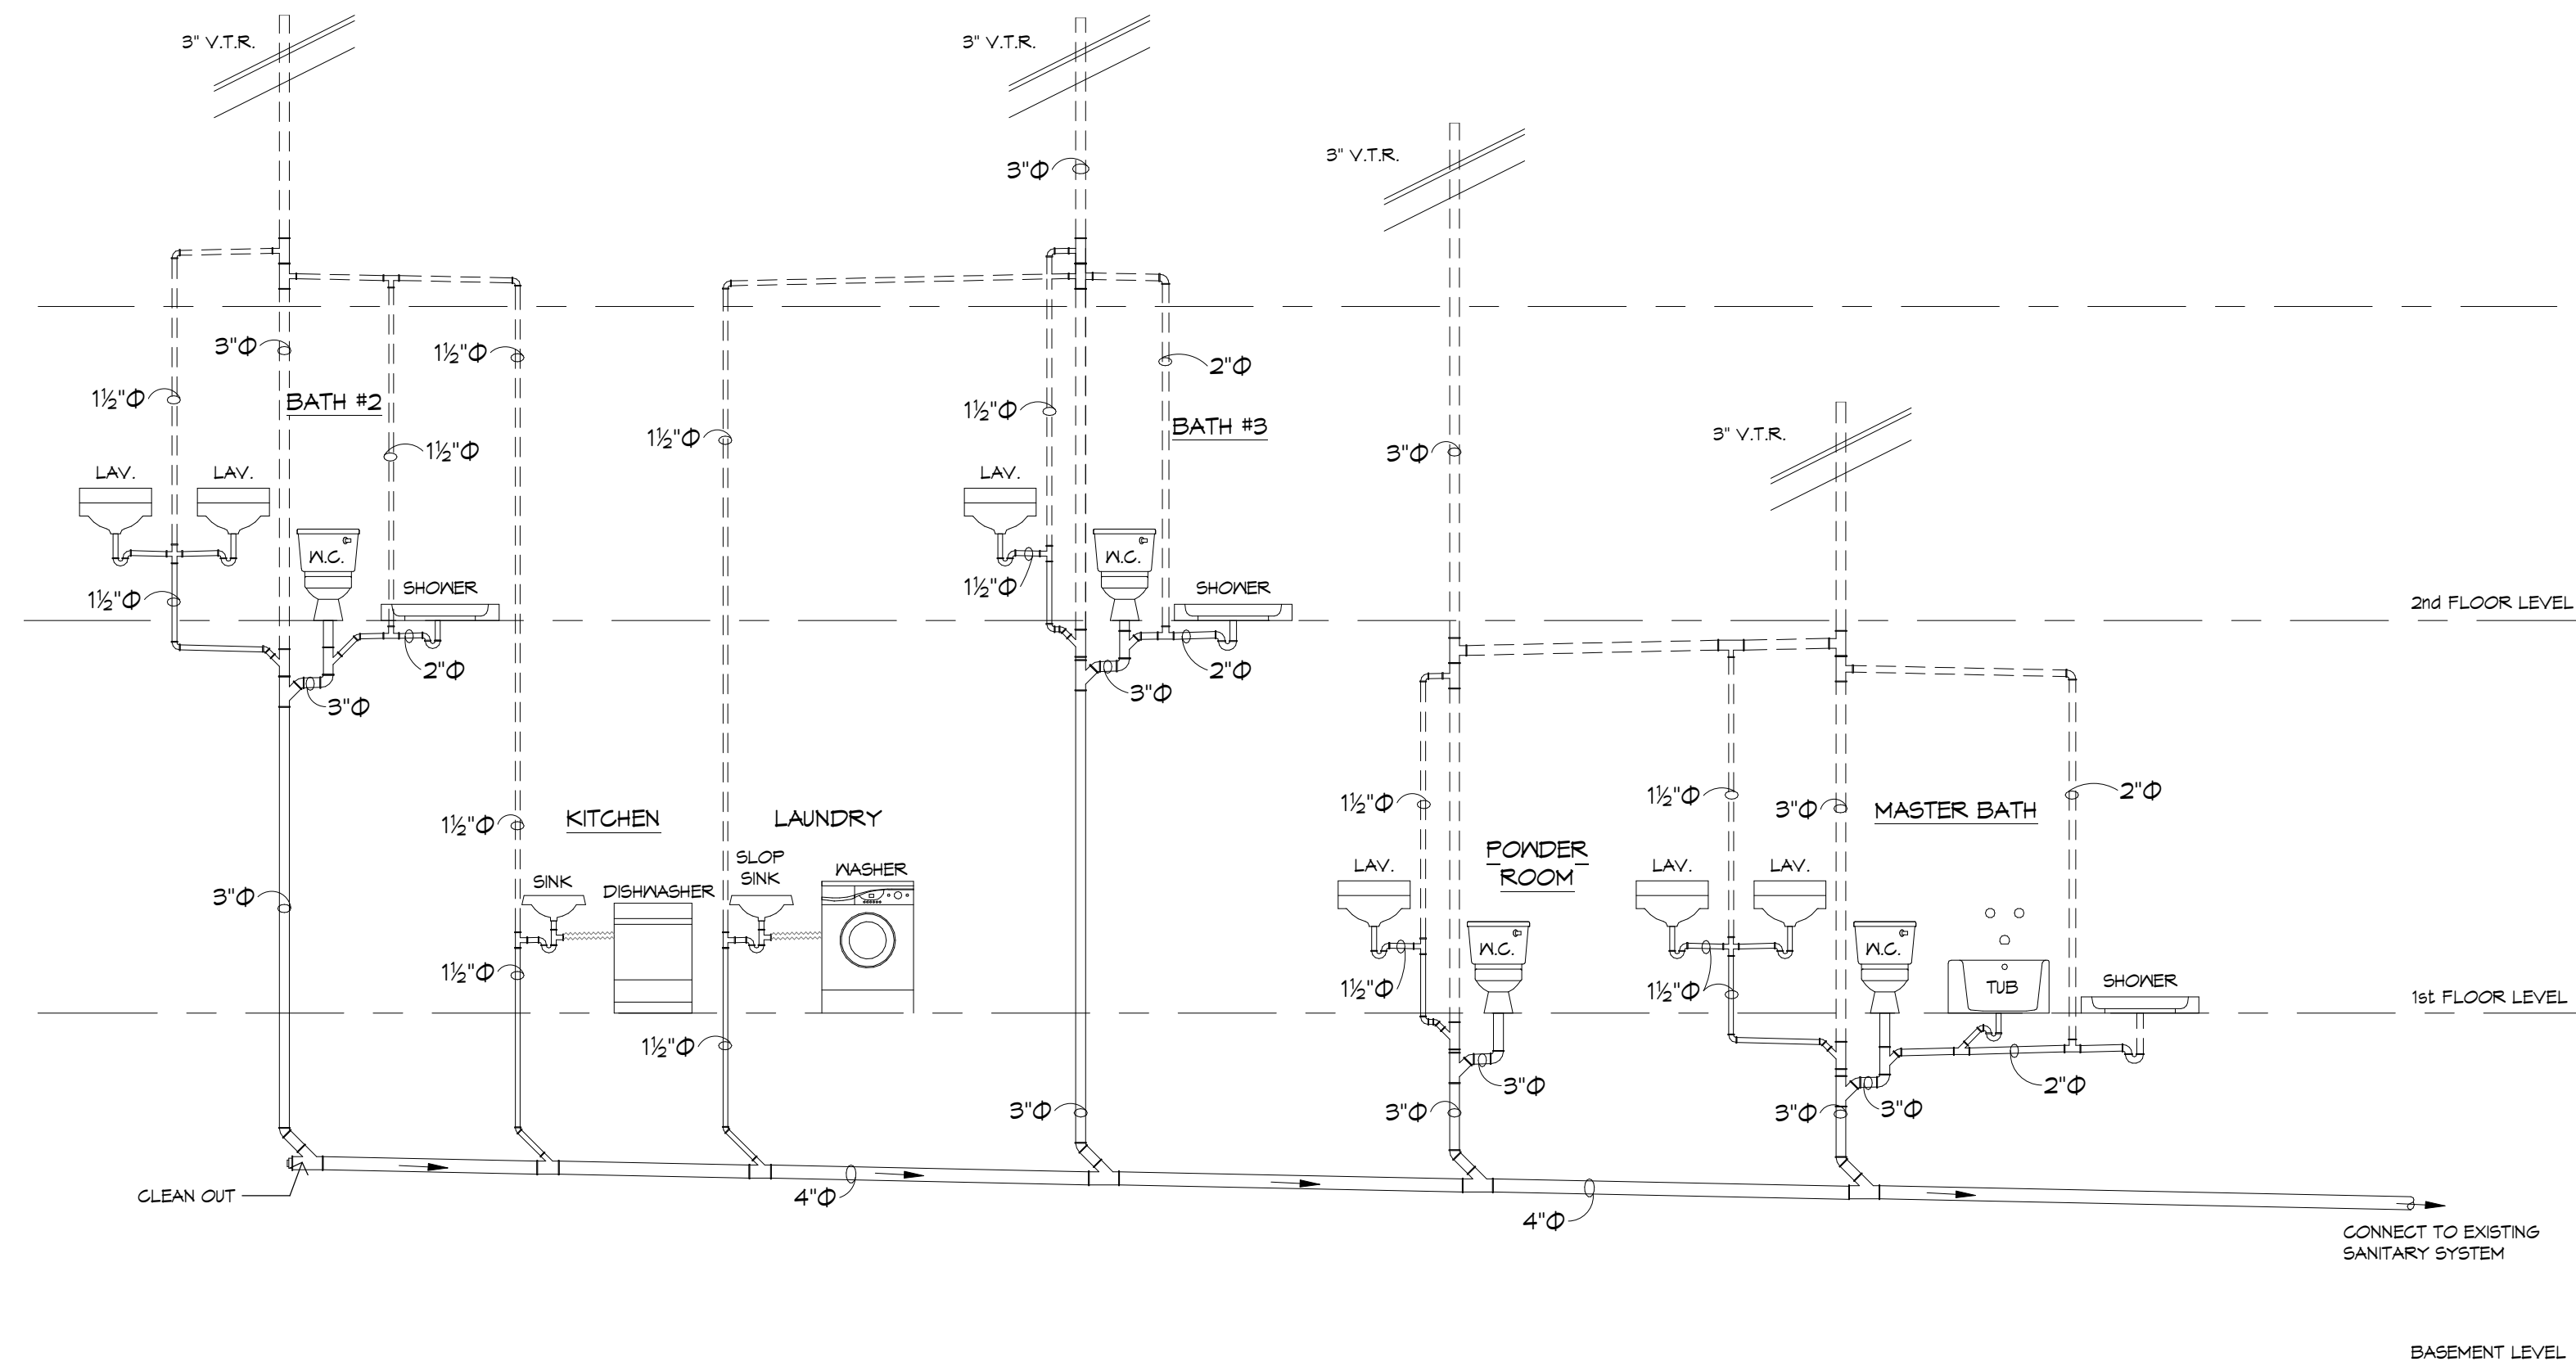 3" V.T.R.
3" V.T.R.
3" V.T.R.
3"Φ
3"Φ
1½"Φ
2"Φ
1½"Φ
BATH #2
1½"Φ
BATH #3
1½"Φ
1½"Φ
3"Φ
3" V.T.R.
LAV.
LAV.
LAV.
W.C.
W.C.
1½"Φ
SHOWER
1½"Φ
SHOWER
2nd FLOOR LEVEL
2"Φ
2"Φ
3"Φ
3"Φ
1½"Φ
KITCHEN
LAUNDRY
1½"Φ
1½"Φ
3"Φ
MASTER BATH
2"Φ
POWDER
ROOM
SLOP
SINK
WASHER
SINK
DISHWASHER
LAV.
LAV.
LAV.
3"Φ
W.C.
W.C.
1½"Φ
1½"Φ
1½"Φ
TUB
SHOWER
1st FLOOR LEVEL
1½"Φ
3"Φ
2"Φ
3"Φ
3"Φ
3"Φ
3"Φ
CLEAN OUT
4"Φ
4"Φ
CONNECT TO EXISTING
SANITARY SYSTEM
BASEMENT LEVEL